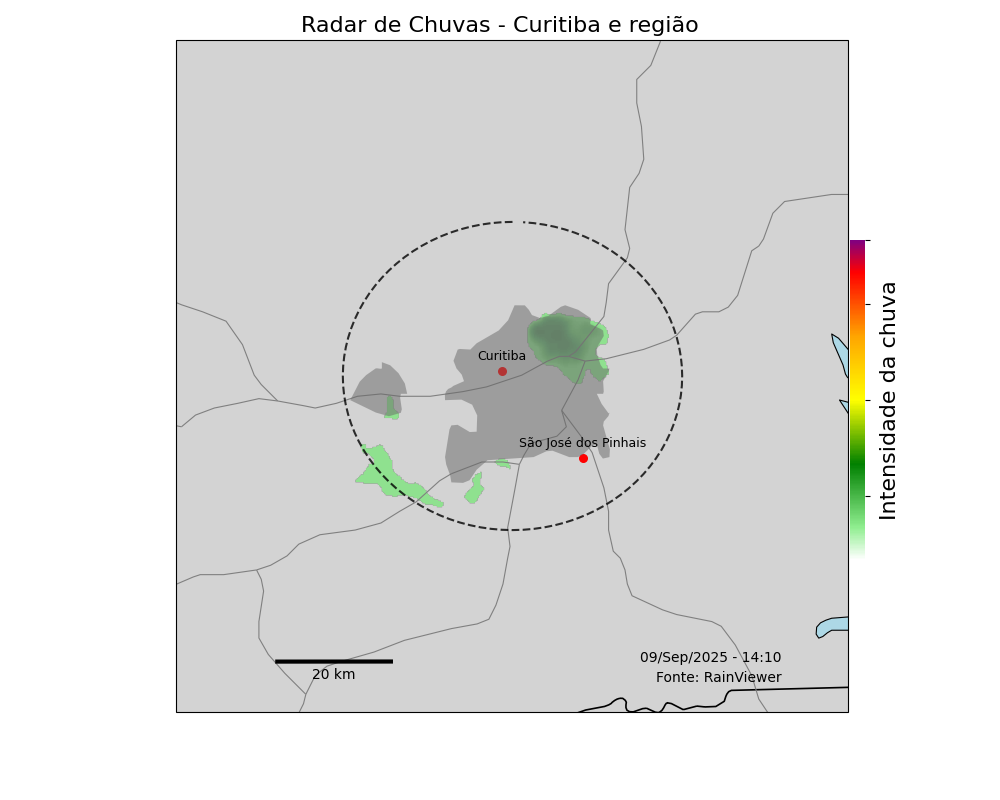 Radar de Chuvas - Curitiba e região
Curitiba
São José dos Pinhais
Intensidade da chuva
09/Sep/2025 - 14:10
Fonte: RainViewer
20 km